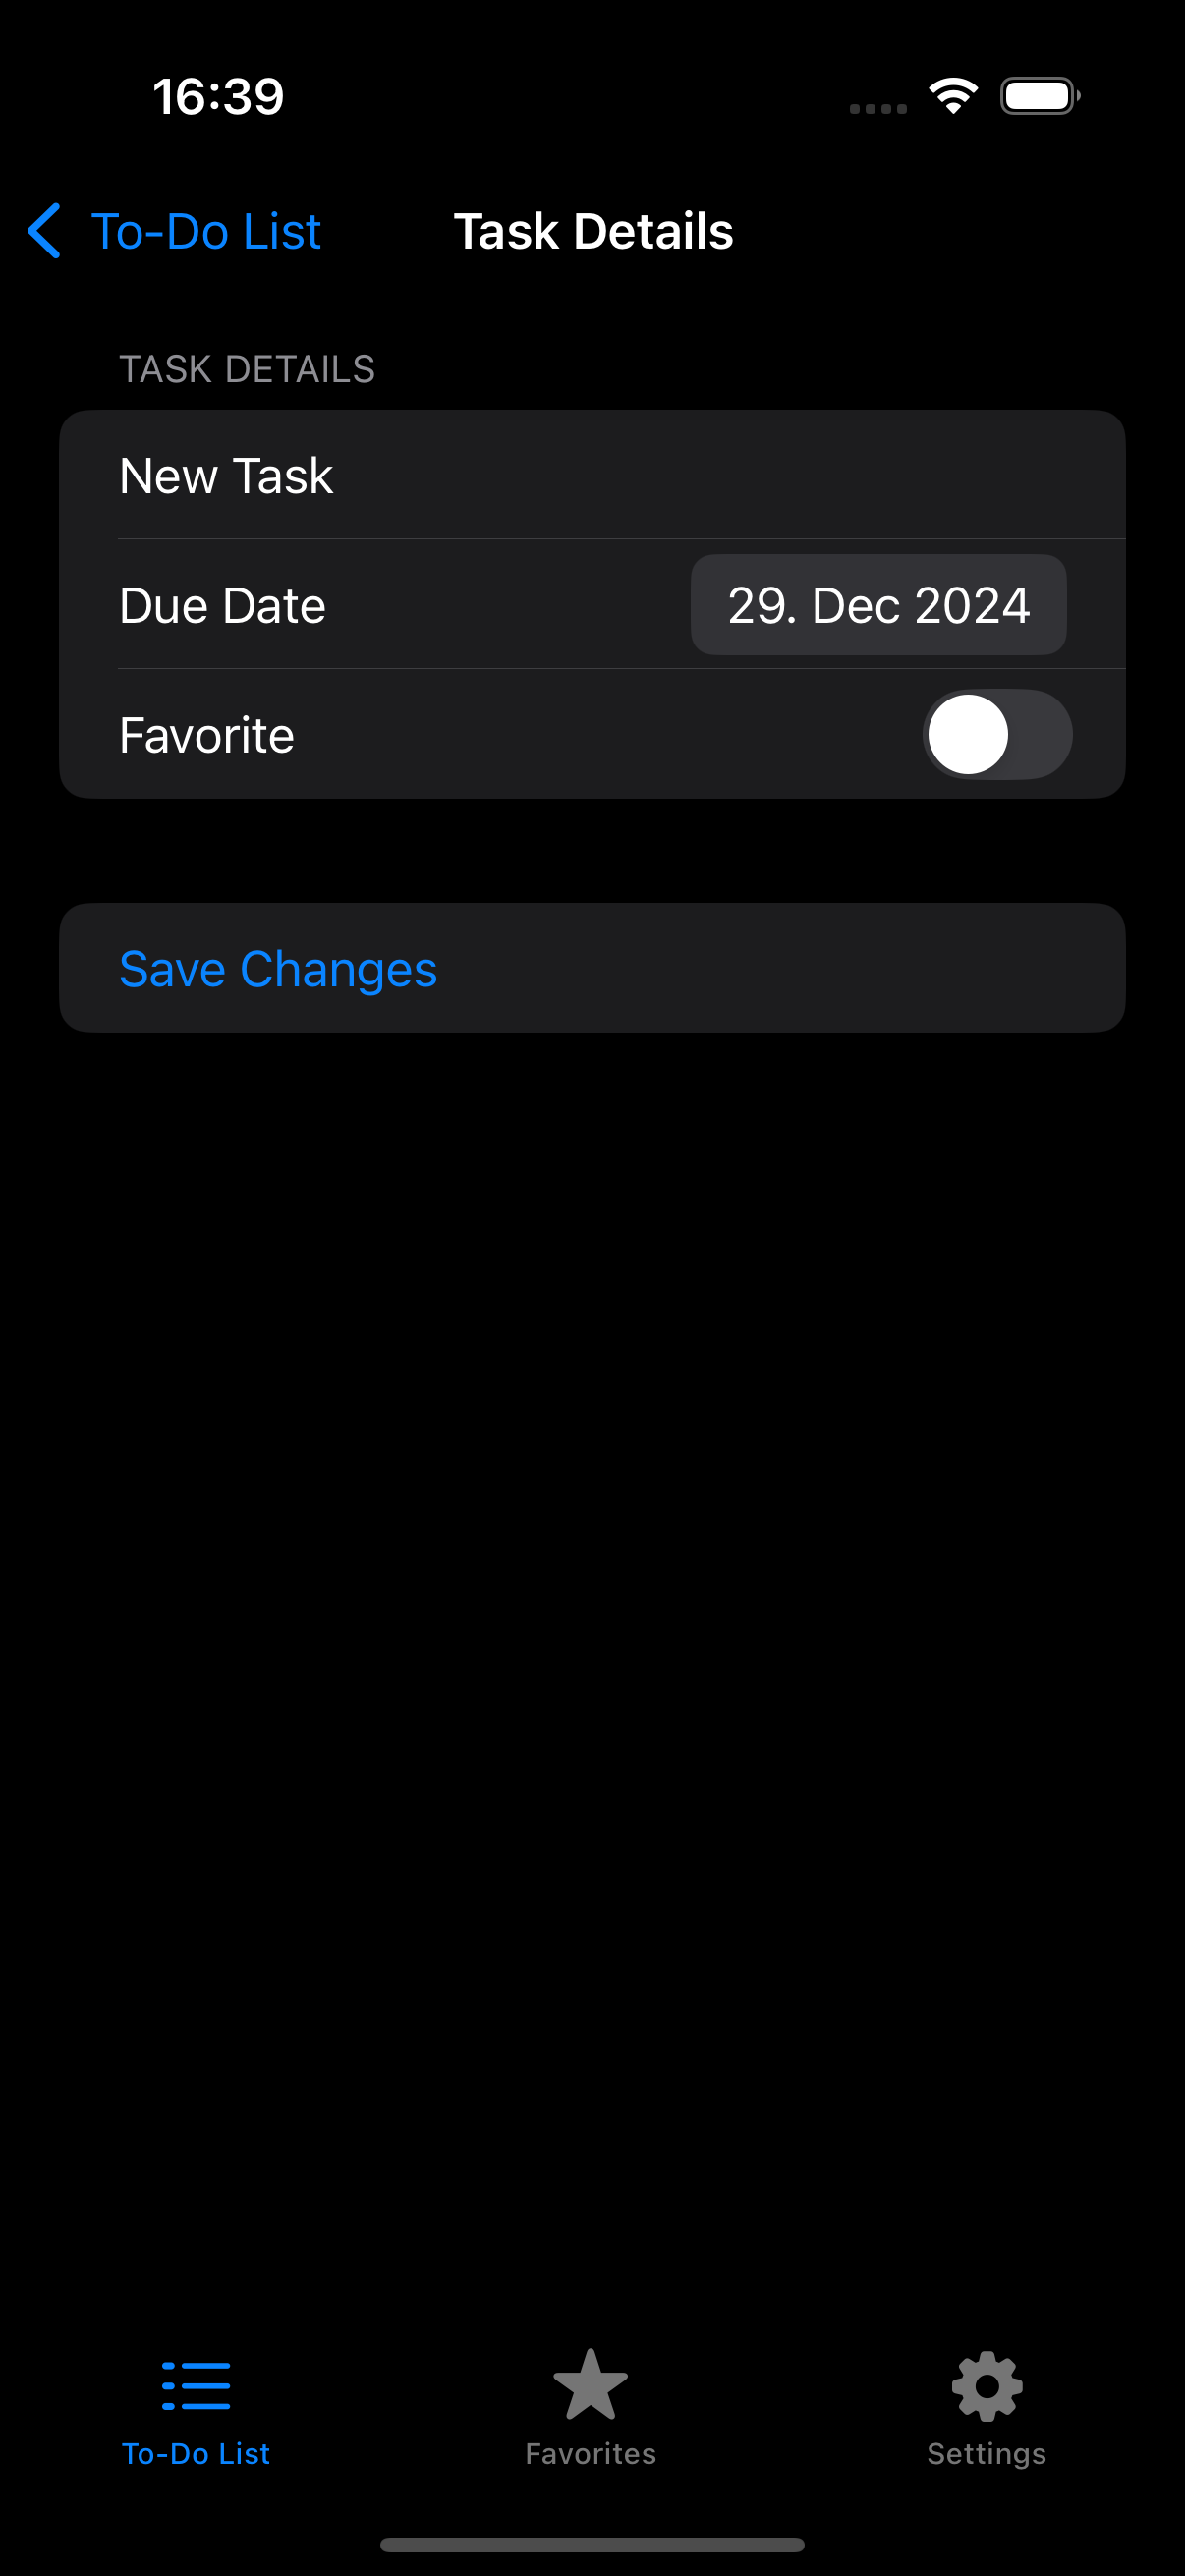 16:39
To-Do List
Task Details
TASK DETAILS
New Task
Due Date 29. Dec 2024
Favorite
Save Changes
To-Do List Favorites Settings